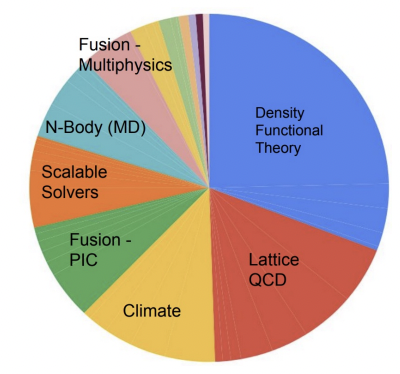 Fusion -
Multiphysics
Density
Functional
Theory
N-Body (MD)
Scalable
Solvers
Fusion -
PIC
Lattice
QCD
Climate